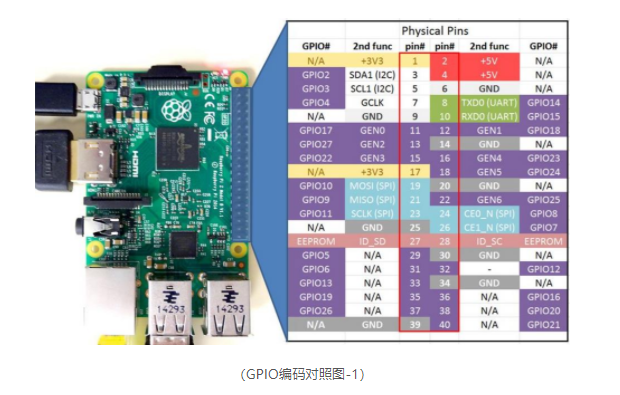 Physical Pins
GPIO# 2nd func pin# pin# 2nd func GPIO#
N/A +3V3 1 2 +5V N/A
GPIO2 SDA1 (I2C) 3 4 +5V N/A
GPIO3 SCL1 (I2C) 5 6 GND N/A
GPIO4 GCLK 7 8 TXD0 (UART) GPIO14
N/A GND 9 10 RXD0 (UART) GPIO15
GPIO17 GEN0 11 12 GEN1 GPIO18
GPIO27 GEN2 13 14 GND N/A
GPIO22 GEN3 15 16 GEN4 GPIO23
N/A +3V3 17 18 GEN5 GPIO24
GPIO10 MOSI (SPI) 19 20 GND N/A
GPIO9 MISO (SPI) 21 22 GEN6 GPIO25
GPIO11 SCLK (SPI) 23 24 CE0_N (SPI) GPIO8
N/A GND 25 26 CE1_N (SPI) GPIO7
EEPROM ID_SD 27 28 ID_SC EEPROM
GPIO5 N/A 29 30 GND N/A
GPIO6 N/A 31 32 - GPIO12
GPIO13 N/A 33 34 GND N/A
GPIO19 N/A 35 36 N/A GPIO16
GPIO26 N/A 37 38 N/A GPIO20
N/A GND 39 40 N/A GPIO21
HDMI
14293
14293
(GPIO编码对照图-1)